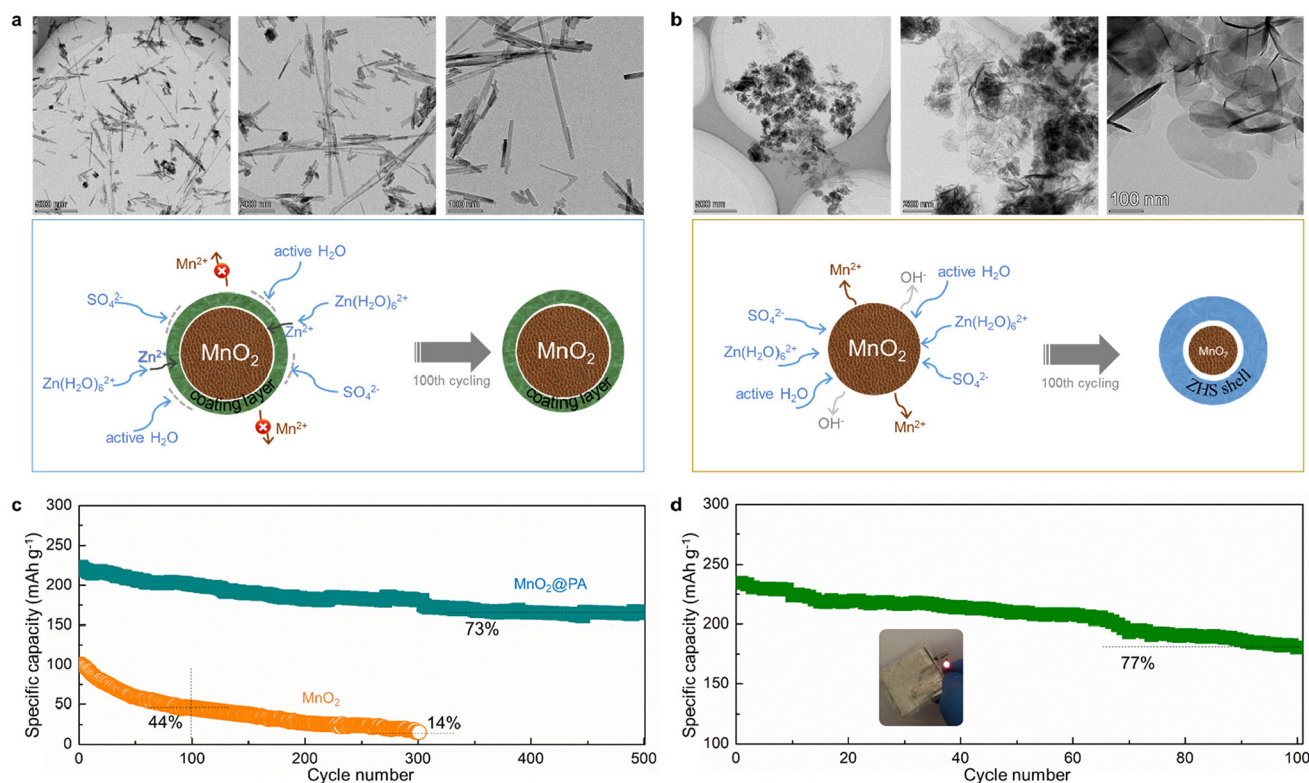 a
500 nm
200 nm
100 nm
b
500 nm
200 nm
100 nm
Mn²⁺
active H₂O
SO₄²⁻
Zn(H₂O)₆²⁺
Zn²⁺
MnO₂
Zn²⁺
Zn(H₂O)₆²⁺
coating layer
SO₄²⁻
active H₂O
Mn²⁺
100th cycling
MnO₂
coating layer
Mn²⁺
OH⁻
active H₂O
SO₄²⁻
Zn(H₂O)₆²⁺
MnO₂
Zn(H₂O)₆²⁺
SO₄²⁻
active H₂O
OH⁻
Mn²⁺
100th cycling
MnO₂
ZHS shell
c
Specific capacity (mAh g⁻¹)
300
250
200
150
100
50
0
MnO₂@PA
73%
MnO₂
44%
14%
0 100 200 300 400 500
Cycle number
d
Specific capacity (mAh g⁻¹)
300
250
200
150
100
77%
0 20 40 60 80 100
Cycle number